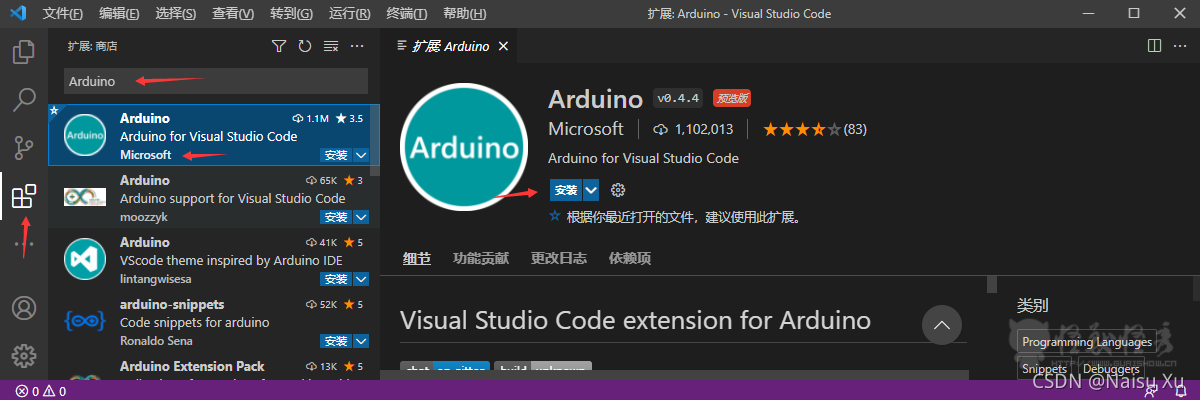 文件(F) 编辑(E) 选择(S) 查看(V) 转到(G) 运行(R) 终端(T) 帮助(H) 扩展: Arduino - Visual Studio Code
扩展: 商店
Arduino
Arduino 1.1M 3.5
Arduino for Visual Studio Code
Microsoft 安装
Arduino 65K 3
Arduino support for Visual Studio Code
moozzyk 安装
Arduino 41K 5
VScode theme inspired by Arduino IDE
lintangwisesa 安装
arduino-snippets 52K 5
Code snippets for arduino
Ronaldo Sena 安装
Arduino Extension Pack 13K 5
扩展: Arduino
Arduino
Arduino v0.4.4 预览版
Microsoft 1,102,013 (83)
Arduino for Visual Studio Code
安装
根据你最近打开的文件，建议使用此扩展。
细节 功能贡献 更改日志 依赖项
Visual Studio Code extension for Arduino
chat on gitter build unknown
类别
Programming Languages
Snippets Debuggers
CSDN @Naisu Xu
0 0